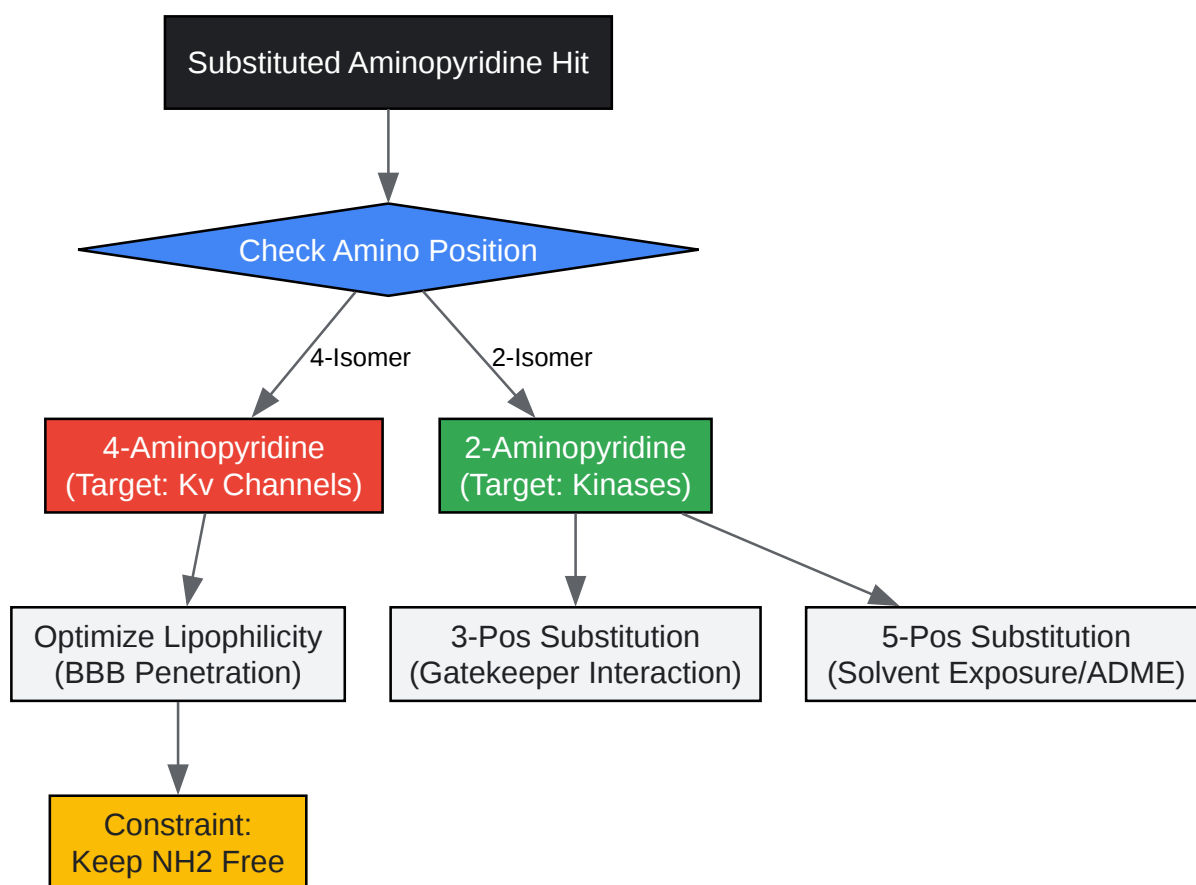 Substituted Aminopyridine Hit
Check Amino Position
4-Isomer
2-Isomer
4-Aminopyridine
(Target: Kv Channels)
2-Aminopyridine
(Target: Kinases)
Optimize Lipophilicity
(BBB Penetration)
3-Pos Substitution
(Gatekeeper Interaction)
5-Pos Substitution
(Solvent Exposure/ADME)
Constraint:
Keep NH2 Free